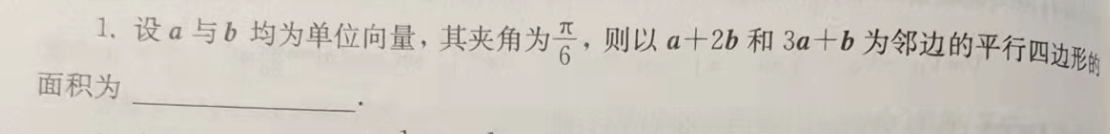 1. 设 a 与 b 均为单位向量，其夹角为 π/6，则以 a+2b 和 3a+b 为邻边的平行四边形的
面积为 ________.